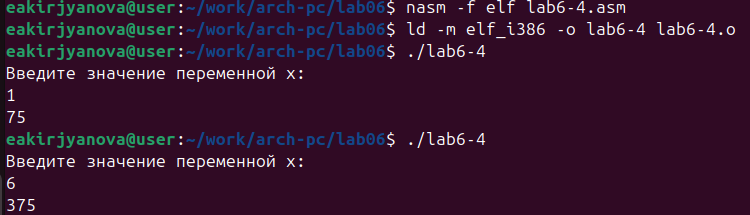 eakirjyanova@user:~/work/arch-pc/lab06$ nasm -f elf lab6-4.asm
eakirjyanova@user:~/work/arch-pc/lab06$ ld -m elf_i386 -o lab6-4 lab6-4.o
eakirjyanova@user:~/work/arch-pc/lab06$ ./lab6-4
Введите значение переменной x:
1
75
eakirjyanova@user:~/work/arch-pc/lab06$ ./lab6-4
Введите значение переменной x:
6
375